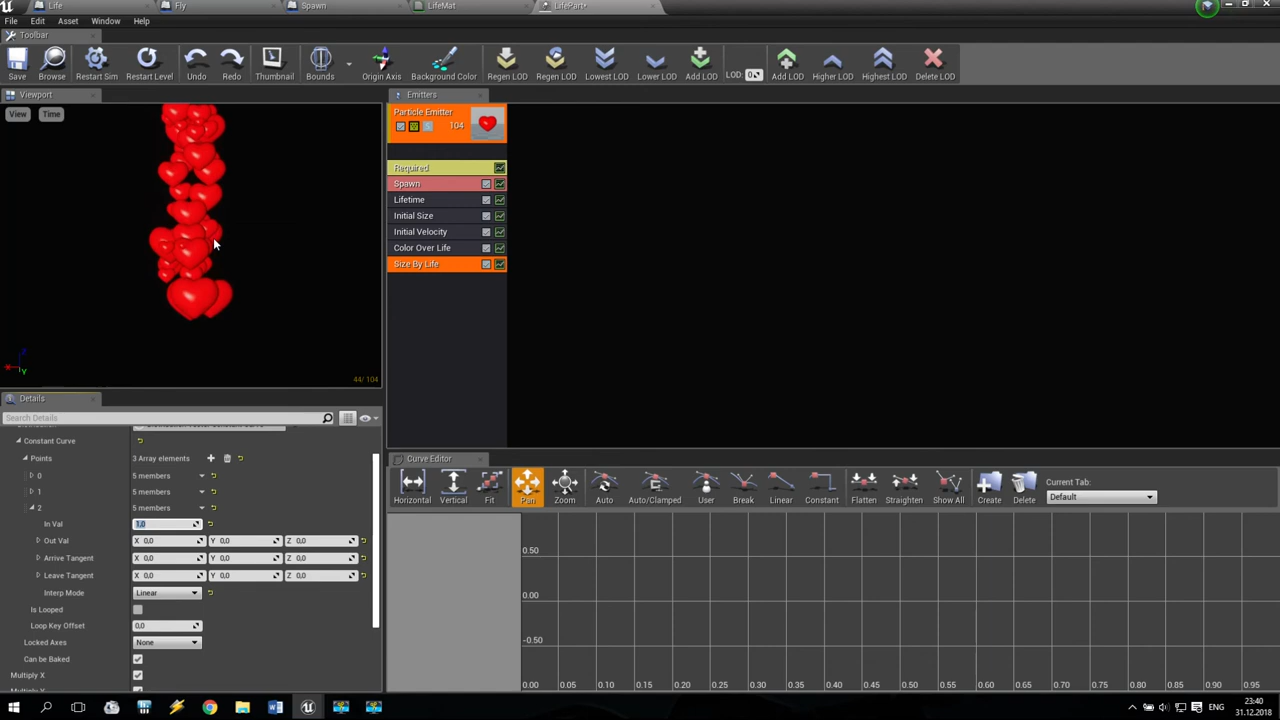 Life
Fly
Spawn
LifeMat
LifePart*
File Edit Asset Window Help
Toolbar
Save Browse Restart Sim Restart Level Undo Redo Thumbnail Bounds Origin Axis Background Color Regen LOD Regen LOD Lowest LOD Lower LOD Add LOD LOD: 0 Add LOD Higher LOD Highest LOD Delete LOD
Viewport
Emitters
View Time
Particle Emitter
104
Required
Spawn
Lifetime
Initial Size
Initial Velocity
Color Over Life
Size By Life
44/ 104
Details
Search Details
Constant Curve
Points 3 Array elements
0 5 members
1 5 members
2 5 members
In Val 1,0
Out Val X 0,0 Y 0,0 Z 0,0
Arrive Tangent X 0,0 Y 0,0 Z 0,0
Leave Tangent X 0,0 Y 0,0 Z 0,0
Interp Mode Linear
Is Looped
Loop Key Offset 0,0
Locked Axes None
Can be Baked
Multiply X
Curve Editor
Horizontal Vertical Fit Pan Zoom Auto Auto/Clamped User Break Linear Constant Flatten Straighten Show All Create Delete
Current Tab:
Default
0.50
0.00
-0.50
0.00 0.05 0.10 0.15 0.20 0.25 0.30 0.35 0.40 0.45 0.50 0.55 0.60 0.65 0.70 0.75 0.80 0.85 0.90 0.95
ENG
23:40
31.12.2018